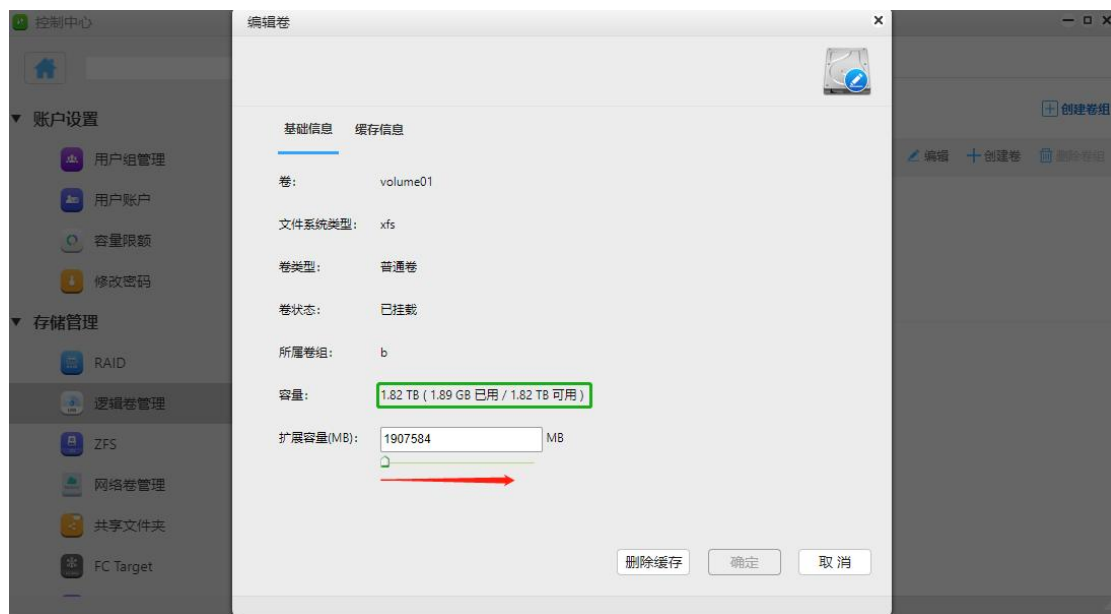 控制中心
编辑卷
创建卷组
账户设置
基础信息 缓存信息
用户组管理
编辑 创建卷 删除卷组
卷: volume01
用户账户
文件系统类型: xfs
容量限额
卷类型: 普通卷
修改密码
卷状态: 已挂载
存储管理
所属卷组: b
RAID
容量: 1.82 TB ( 1.89 GB 已用 / 1.82 TB 可用 )
逻辑卷管理
扩展容量(MB): 1907584 MB
ZFS
网络卷管理
共享文件夹
删除缓存 确定 取消
FC Target